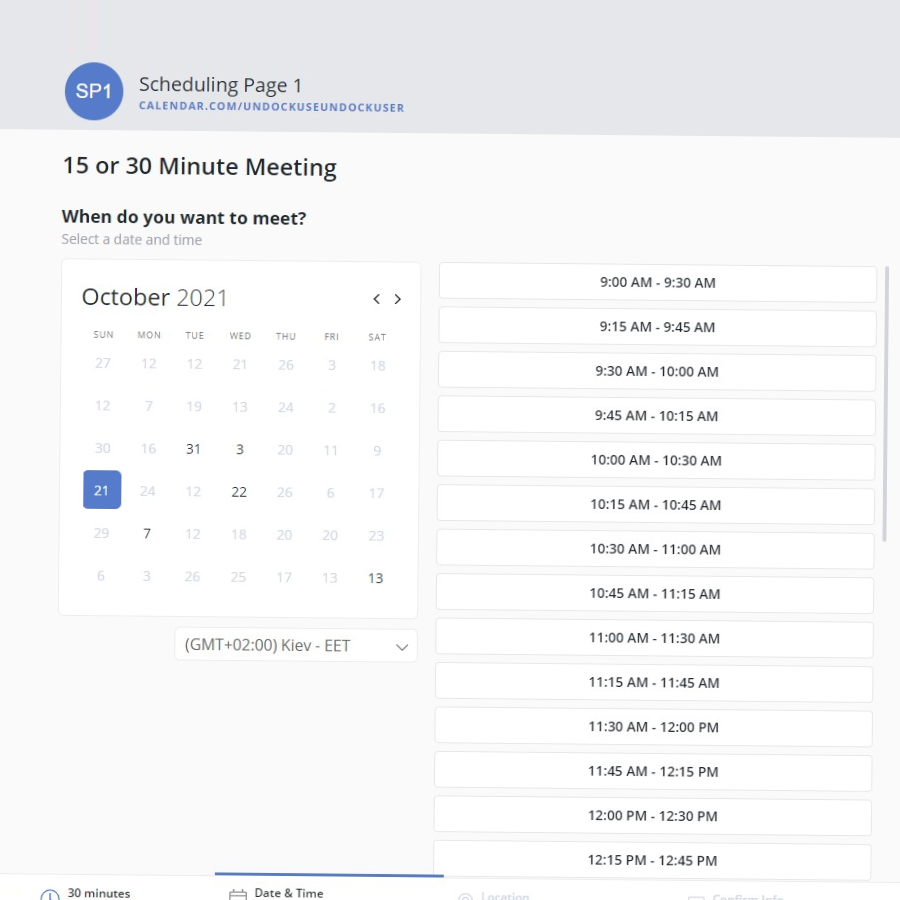 SP1
Scheduling Page 1
CALENDAR.COM/UNDOCKUSEUNDOCKUSER
15 or 30 Minute Meeting
When do you want to meet?
Select a date and time
October 2021
SUN MON TUE WED THU FRI SAT
27 12 12 21 26 3 18
12 7 19 13 24 2 16
30 16 31 3 20 11 9
21 24 12 22 26 6 17
29 7 12 18 20 20 23
6 3 26 25 17 13 13
(GMT+02:00) Kiev - EET
9:00 AM - 9:30 AM
9:15 AM - 9:45 AM
9:30 AM - 10:00 AM
9:45 AM - 10:15 AM
10:00 AM - 10:30 AM
10:15 AM - 10:45 AM
10:30 AM - 11:00 AM
10:45 AM - 11:15 AM
11:00 AM - 11:30 AM
11:15 AM - 11:45 AM
11:30 AM - 12:00 PM
11:45 AM - 12:15 PM
12:00 PM - 12:30 PM
12:15 PM - 12:45 PM
30 minutes
Date & Time
Location
Confirm Info